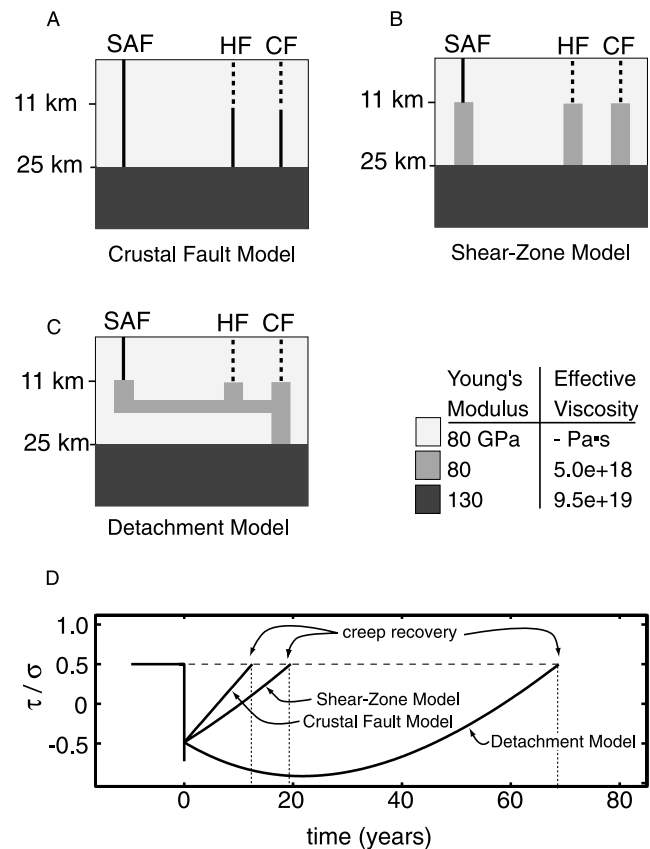 A
SAF HF CF
11 km
25 km
Crustal Fault Model
B
SAF HF CF
11 km
25 km
Shear-Zone Model
C
SAF HF CF
11 km
25 km
Detachment Model
Young's Effective
Modulus Viscosity
80 GPa - Pa▪s
80 5.0e+18
130 9.5e+19
D
1.0
0.5
0
-0.5
τ / σ
creep recovery
Shear-Zone Model
Crustal Fault Model
Detachment Model
0 20 40 60 80
time (years)